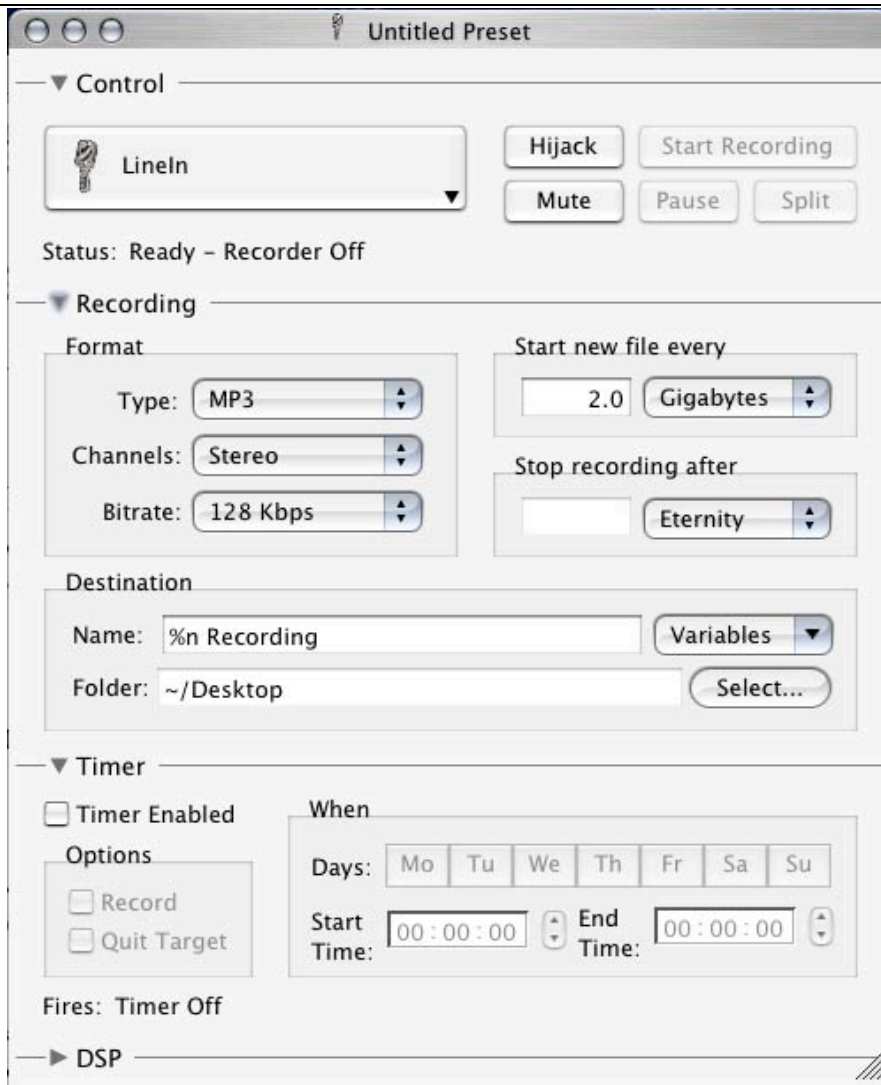 Untitled Preset
Control
LineIn
Hijack
Start Recording
Mute
Pause
Split
Status: Ready - Recorder Off
Recording
Format
Type: MP3
Channels: Stereo
Bitrate: 128 Kbps
Start new file every
2.0 Gigabytes
Stop recording after
Eternity
Destination
Name: %n Recording
Variables
Folder: ~/Desktop
Select...
Timer
Timer Enabled
Options
Record
Quit Target
When
Days: Mo Tu We Th Fr Sa Su
Start Time: 00:00:00
End Time: 00:00:00
Fires: Timer Off
DSP